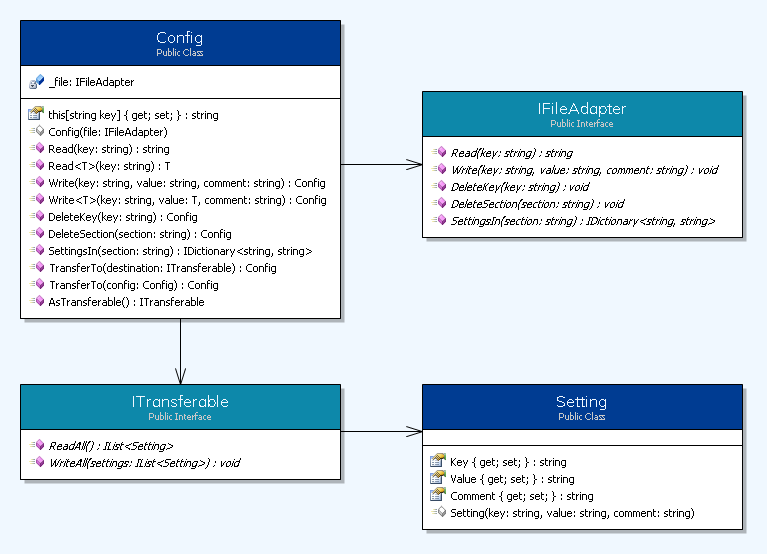 Config
Public Class
_file: IFileAdapter
this[string key] { get; set; } : string
Config(file: IFileAdapter)
Read(key: string) : string
Read<T>(key: string) : T
Write(key: string, value: string, comment: string) : Config
Write<T>(key: string, value: T, comment: string) : Config
DeleteKey(key: string) : Config
DeleteSection(section: string) : Config
SettingsIn(section: string) : IDictionary<string, string>
TransferTo(destination: ITransferable) : Config
TransferTo(config: Config) : Config
AsTransferable() : ITransferable
IFileAdapter
Public Interface
Read(key: string) : string
Write(key: string, value: string, comment: string) : void
DeleteKey(key: string) : void
DeleteSection(section: string) : void
SettingsIn(section: string) : IDictionary<string, string>
ITransferable
Public Interface
ReadAll() : IList<Setting>
WriteAll(settings: IList<Setting>) : void
Setting
Public Class
Key { get; set; } : string
Value { get; set; } : string
Comment { get; set; } : string
Setting(key: string, value: string, comment: string)